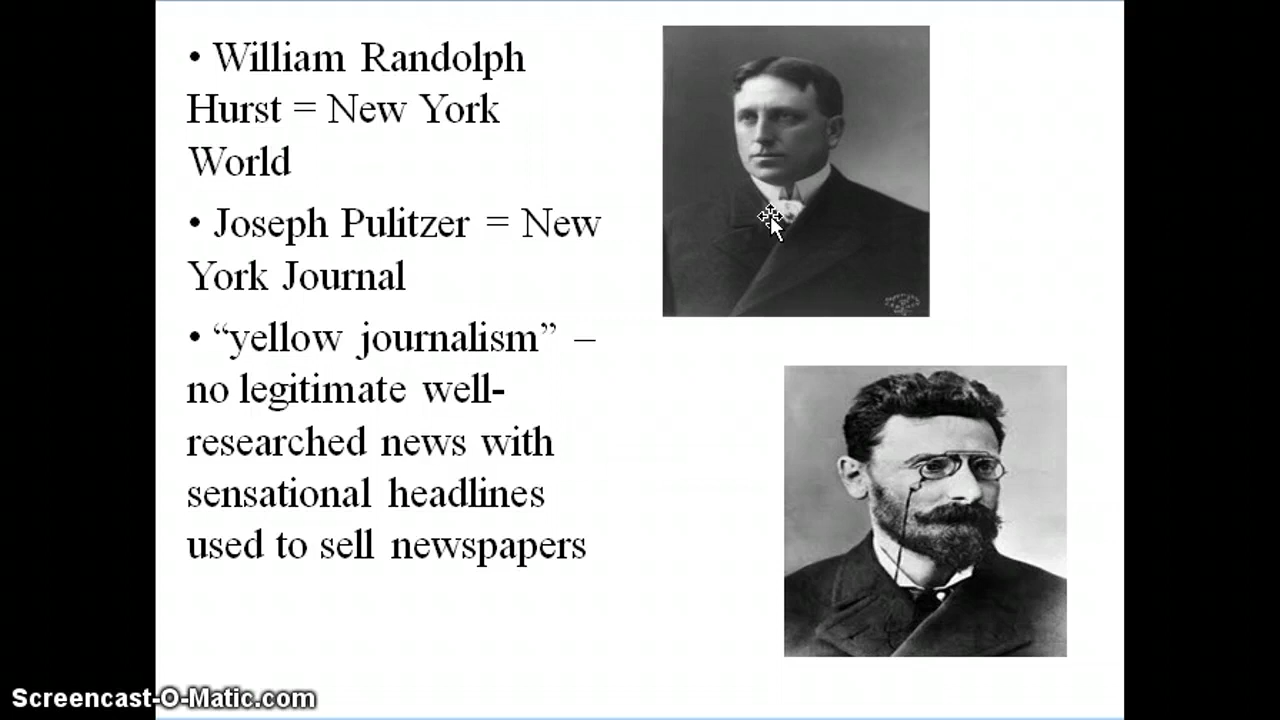 • William Randolph
Hurst = New York
World
• Joseph Pulitzer = New
York Journal
• “yellow journalism” –
no legitimate well-
researched news with
sensational headlines
used to sell newspapers
Screencast-O-Matic.com